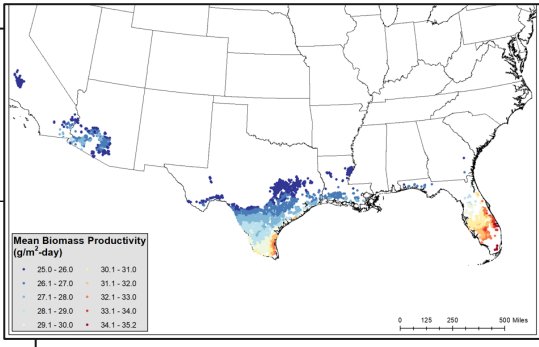 Mean Biomass Productivity
(g/m²-day)
25.0 - 26.0 30.1 - 31.0
26.1 - 27.0 31.1 - 32.0
27.1 - 28.0 32.1 - 33.0
28.1 - 29.0 33.1 - 34.0
29.1 - 30.0 34.1 - 35.2
0 125 250 500 Miles